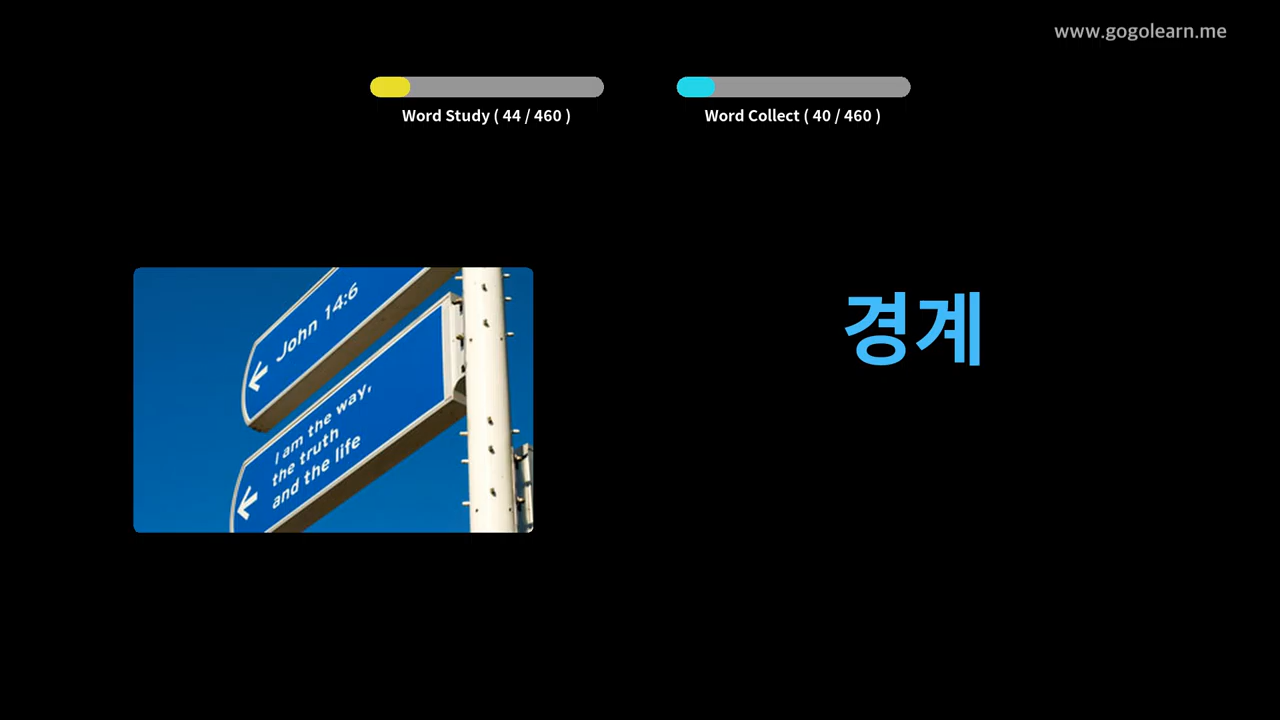 www.gogolearn.me
Word Study ( 44 / 460 )
Word Collect ( 40 / 460 )
John 14:6
I am the way,
the truth
and the life
경계